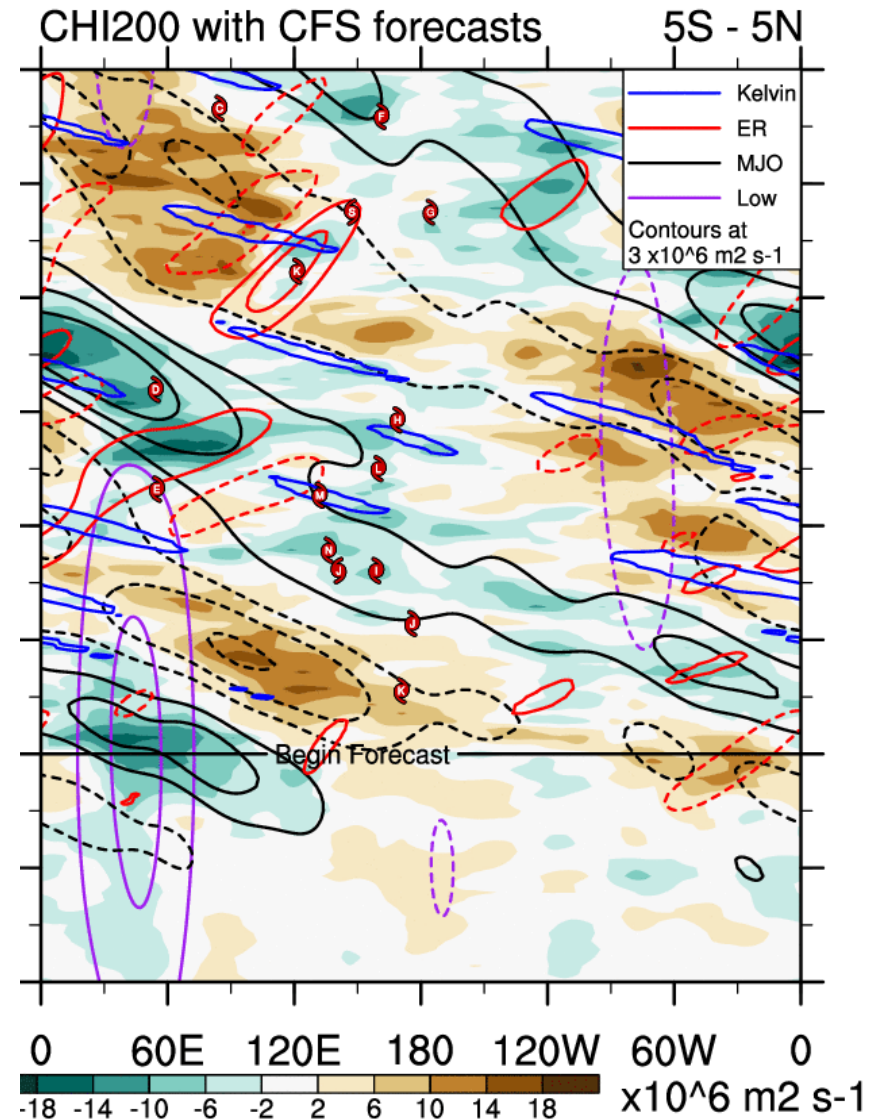 CHI200 with CFS forecasts 5S - 5N
Kelvin
ER
MJO
Low
Contours at
3 x10^6 m2 s-1
C
F
S
G
K
D
H
L
E
M
N
J
I
J
K
Begin Forecast
0 60E 120E 180 120W 60W 0
-18 -14 -10 -6 -2 2 6 10 14 18 x10^6 m2 s-1